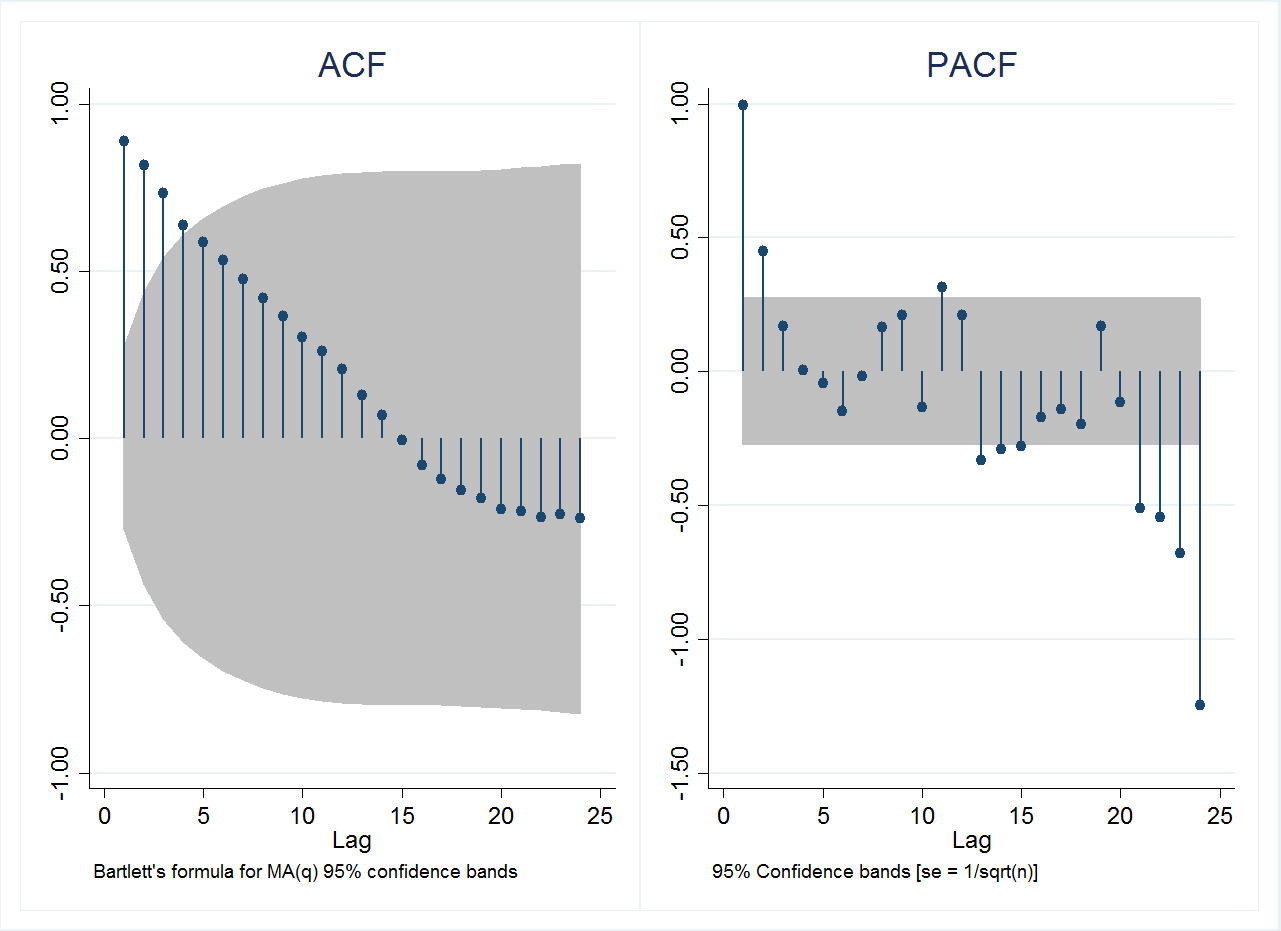 ACF
1.00
0.50
0.00
-0.50
-1.00
0 5 10 15 20 25
Lag
Bartlett's formula for MA(q) 95% confidence bands
PACF
1.00
0.50
0.00
-0.50
-1.00
-1.50
0 5 10 15 20 25
Lag
95% Confidence bands [se = 1/sqrt(n)]